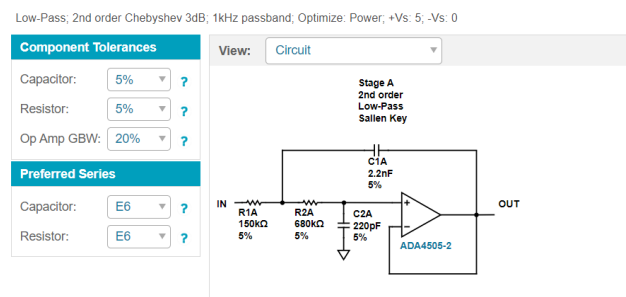 Low-Pass; 2nd order Chebyshev 3dB; 1kHz passband; Optimize: Power; +Vs: 5; -Vs: 0
Component Tolerances
Capacitor: 5% ?
Resistor: 5% ?
Op Amp GBW: 20% ?
Preferred Series
Capacitor: E6 ?
Resistor: E6 ?
View: Circuit
Stage A
2nd order
Low-Pass
Sallen Key
C1A
2.2nF
5%
IN
R1A
150kΩ
5%
R2A
680kΩ
5%
C2A
220pF
5%
+
-
ADA4505-2
OUT